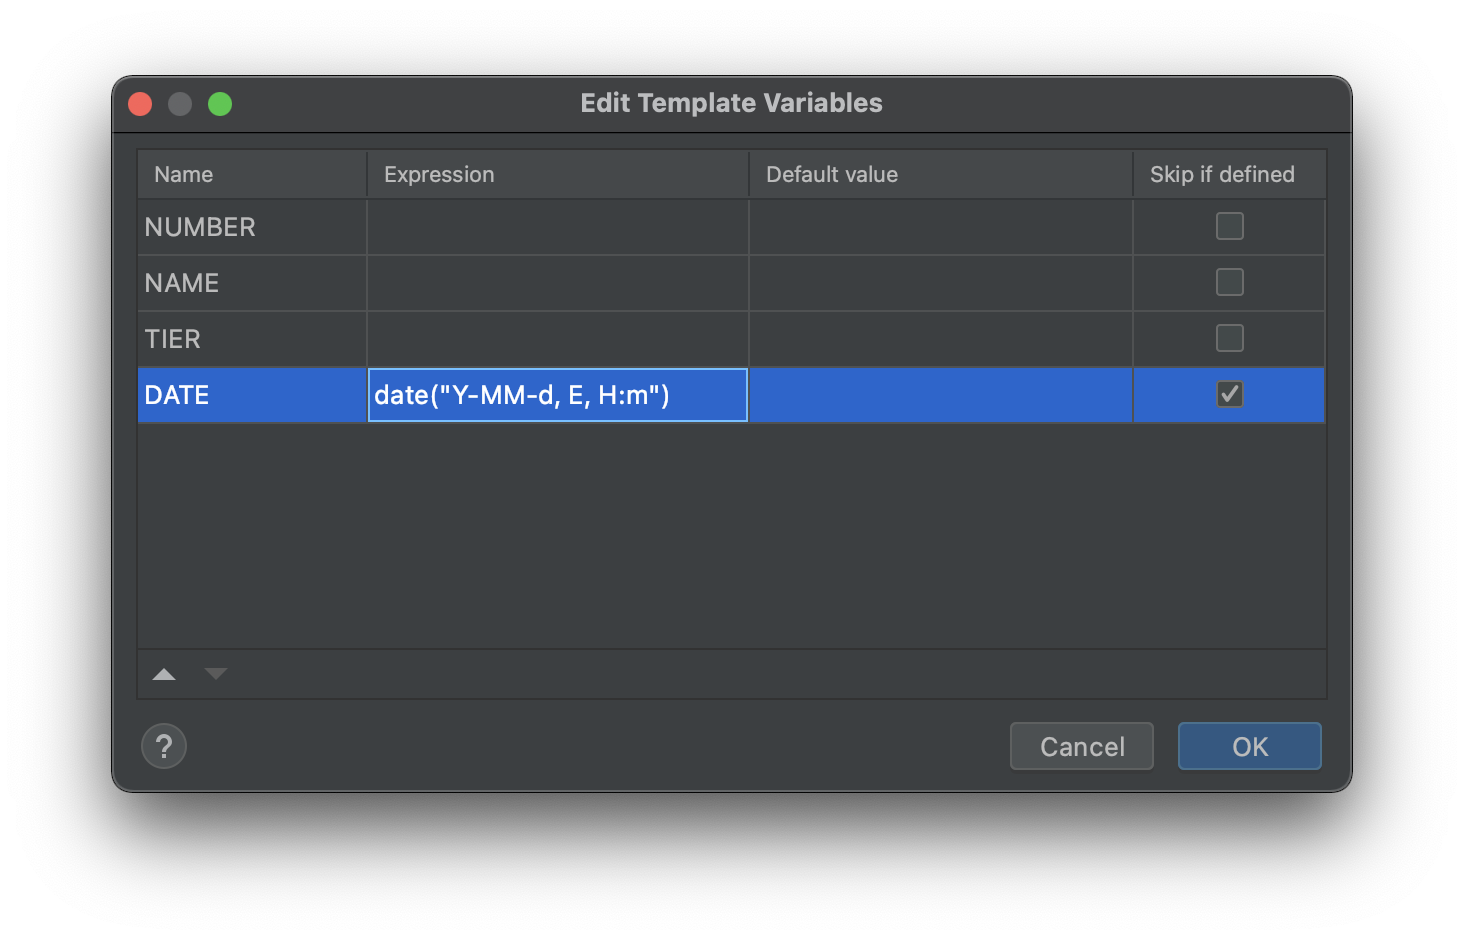 Edit Template Variables
Name Expression Default value Skip if defined
NUMBER
NAME
TIER
DATE date("Y-MM-d, E, H:m")
? Cancel OK